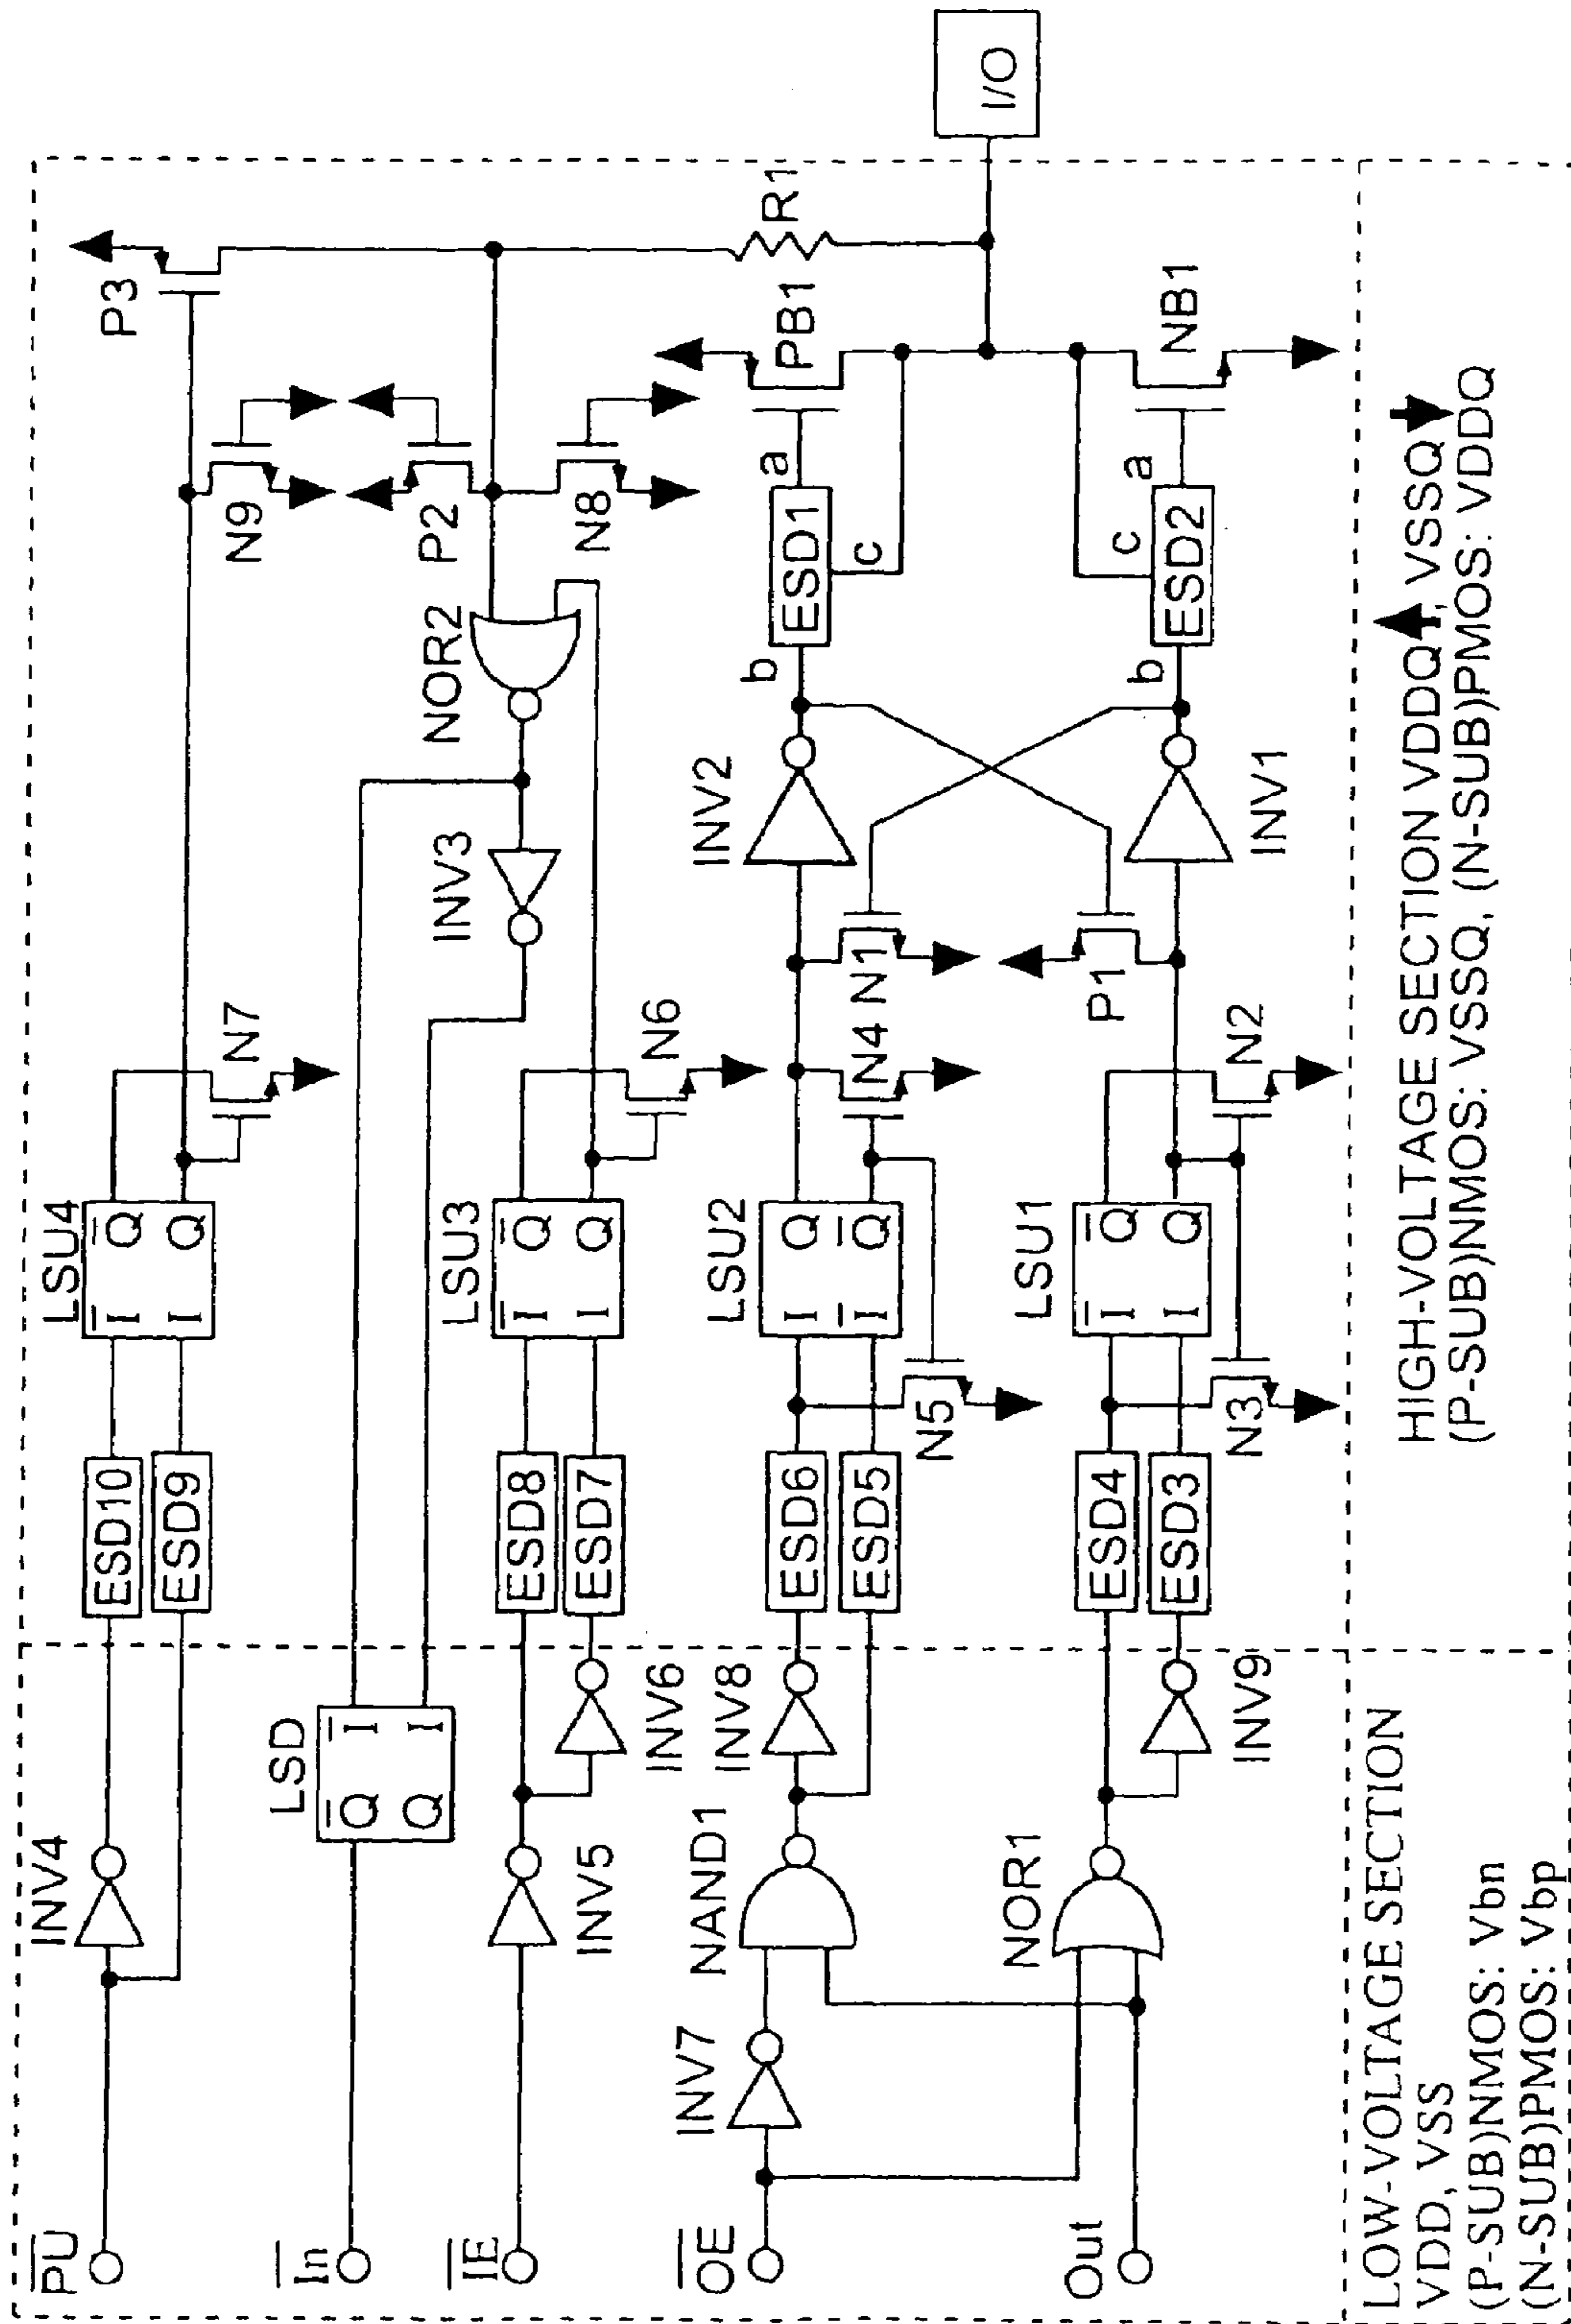 I/O
P3
R1
PB1
NB1
N9
P2
N8
a
a
ESD1
c
c
ESD2
b
b
NOR2
INV2
INV1
INV3
N7
N6
N4
N1
P1
N2
LSU4
I Q
I Q
LSU3
I Q
I Q
LSU2
I Q
I Q
LSU1
I Q
I Q
N5
N3
ESD10
ESD9
ESD8
ESD7
ESD6
ESD5
ESD4
ESD3
LSD
Q I
Q I
INV6
INV8
INV9
INV4
INV5
NAND1
NOR1
INV7
PU
In
IE
OE
Out
HIGH-VOLTAGE SECTION VDDQ, VSSQ
(P-SUB)NMOS: VSSQ, (N-SUB)PMOS: VDDQ
LOW-VOLTAGE SECTION
VDD, VSS
(P-SUB)NMOS: Vbn
(N-SUB)PMOS: Vbp